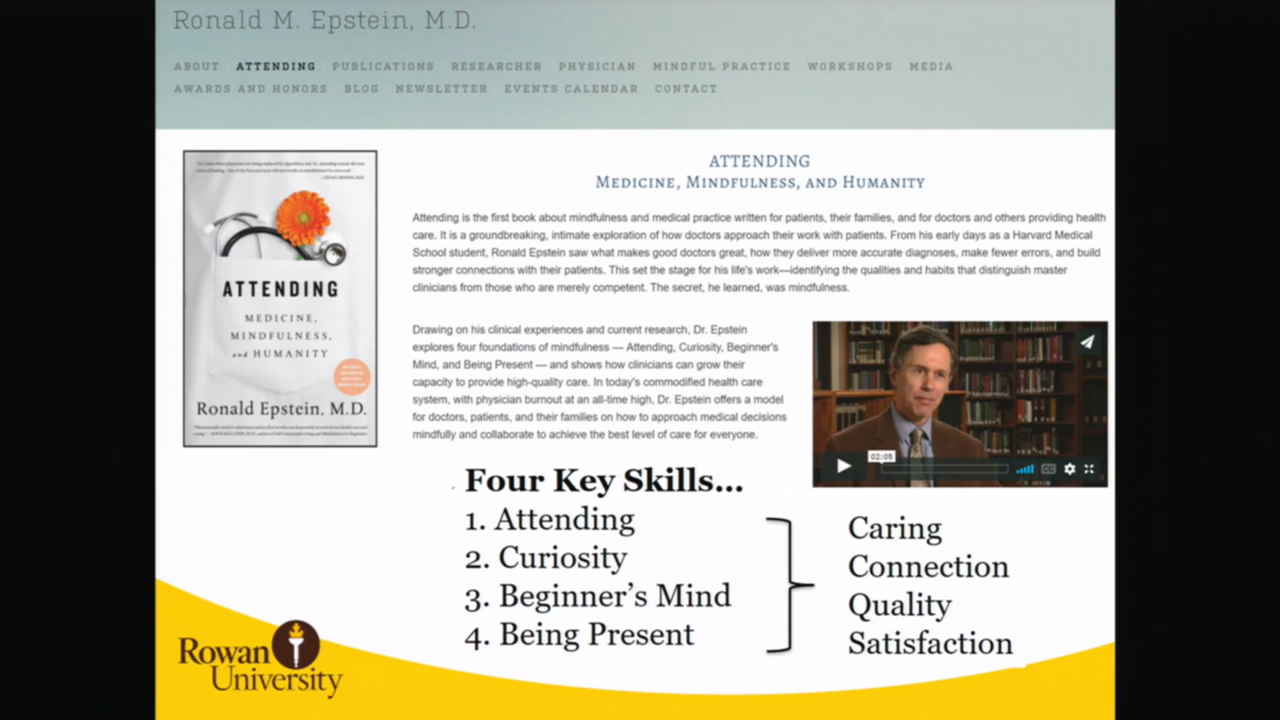 Ronald M. Epstein, M.D.
ABOUT ATTENDING PUBLICATIONS RESEARCHER PHYSICIAN MINDFUL PRACTICE WORKSHOPS MEDIA
AWARDS AND HONORS BLOG NEWSLETTER EVENTS CALENDAR CONTACT
ATTENDING
MEDICINE,
MINDFULNESS,
and HUMANITY
Ronald Epstein, M.D.
ATTENDING
MEDICINE, MINDFULNESS, AND HUMANITY
Attending is the first book about mindfulness and medical practice written for patients, their families, and for doctors and others providing health
care. It is a groundbreaking, intimate exploration of how doctors approach their work with patients. From his early days as a Harvard Medical
School student, Ronald Epstein saw what makes good doctors great, how they deliver more accurate diagnoses, make fewer errors, and build
stronger connections with their patients. This set the stage for his life's work—identifying the qualities and habits that distinguish master
clinicians from those who are merely competent. The secret, he learned, was mindfulness.
Drawing on his clinical experiences and current research, Dr. Epstein
explores four foundations of mindfulness — Attending, Curiosity, Beginner's
Mind, and Being Present — and shows how clinicians can grow their
capacity to provide high-quality care. In today's commodified health care
system, with physician burnout at an all-time high, Dr. Epstein offers a model
for doctors, patients, and their families on how to approach medical decisions
mindfully and collaborate to achieve the best level of care for everyone.
02:05
CC
Four Key Skills...
1. Attending
2. Curiosity
3. Beginner's Mind
4. Being Present
Caring
Connection
Quality
Satisfaction
Rowan
University